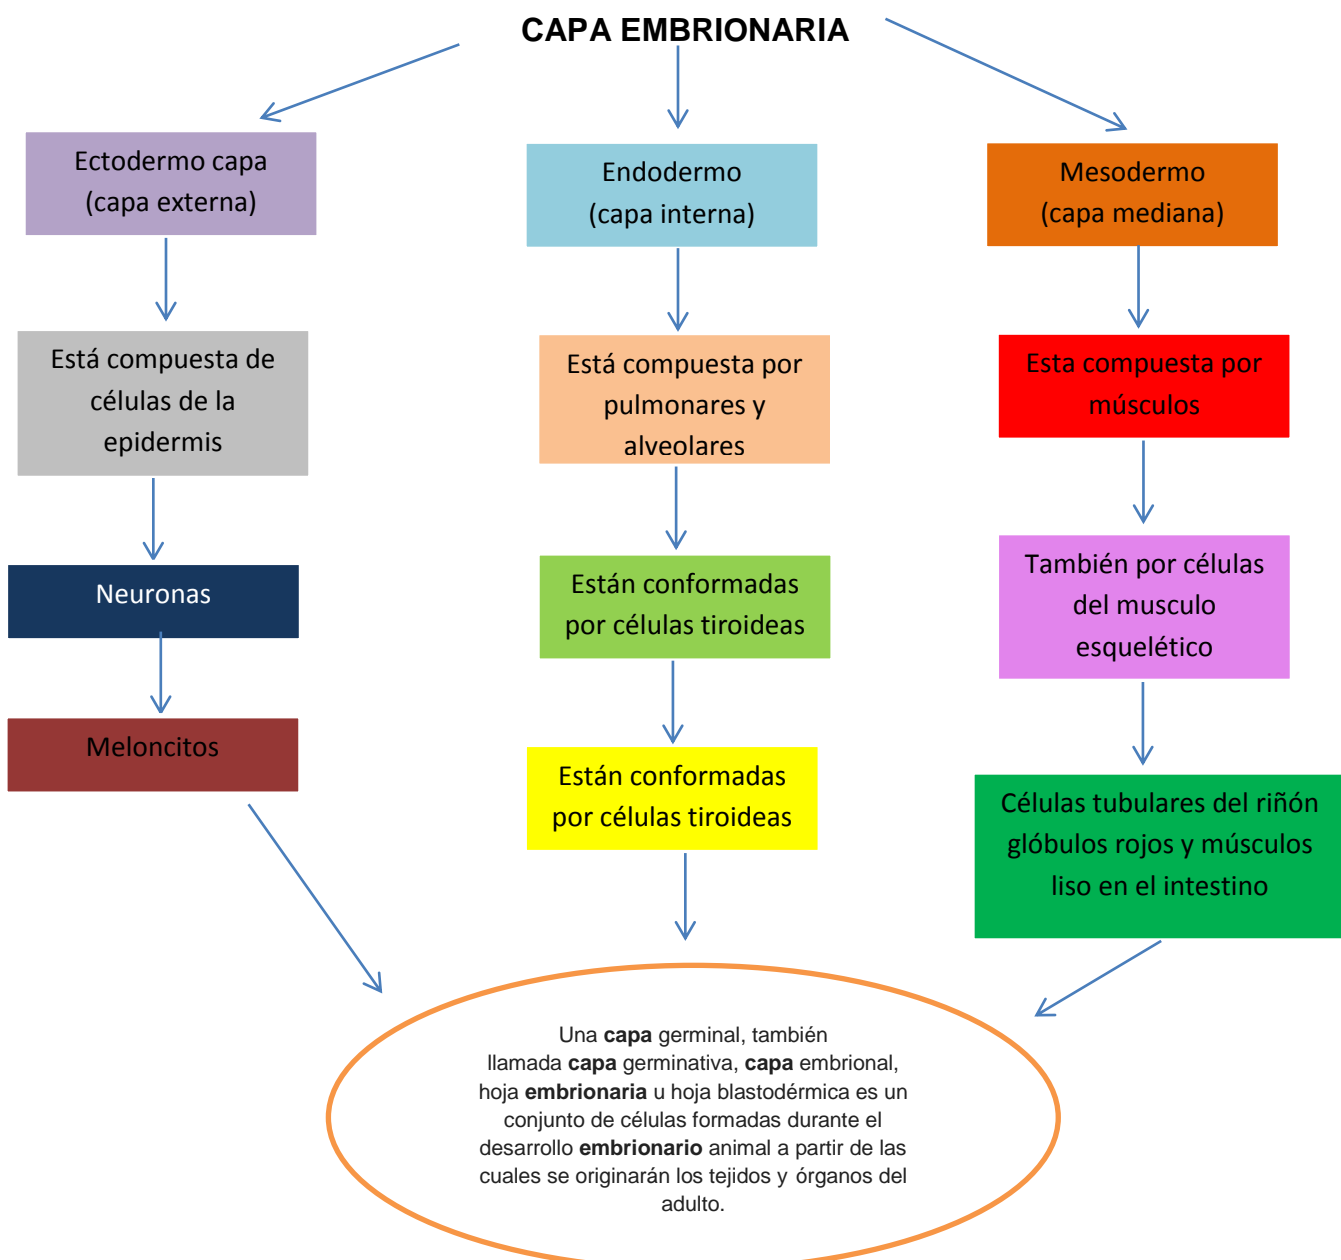 CAPA EMBRIONARIA
Ectodermo capa
(capa externa)
Endodermo
(capa interna)
Mesodermo
(capa mediana)
Está compuesta de
células de la
epidermis
Está compuesta por
pulmonares y
alveolares
Esta compuesta por
músculos
Neuronas
Están conformadas
por células tiroideas
También por células
del musculo
esquelético
Meloncitos
Están conformadas
por células tiroideas
Células tubulares del riñón
glóbulos rojos y músculos
liso en el intestino
Una capa germinal, también
llamada capa germinativa, capa embrional,
hoja embrionaria u hoja blastodérmica es un
conjunto de células formadas durante el
desarrollo embrionario animal a partir de las
cuales se originarán los tejidos y órganos del
adulto.